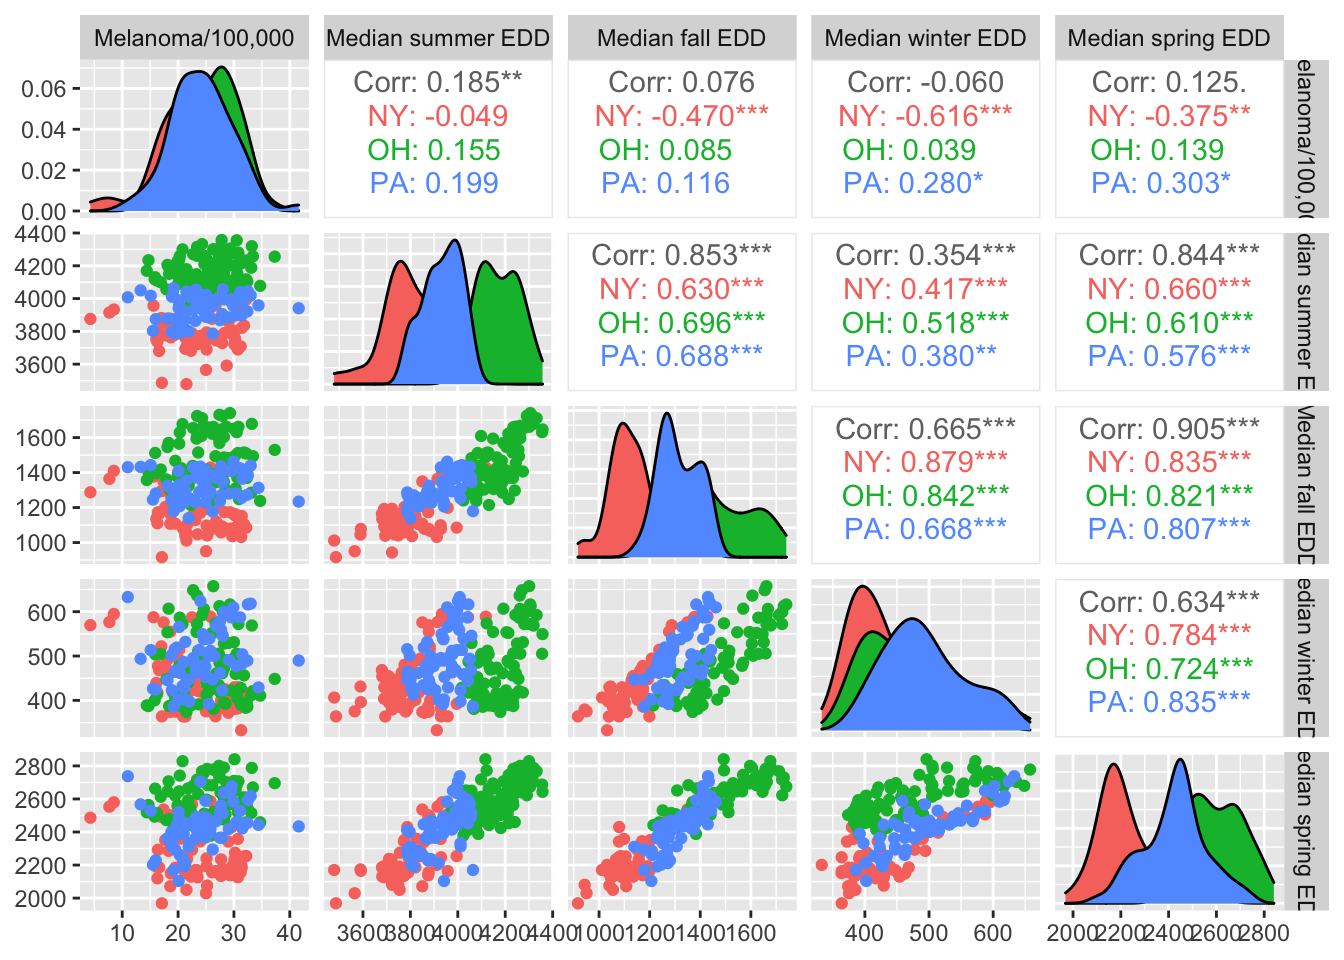 Melanoma/100,000
Median summer EDD
Median fall EDD
Median winter EDD
Median spring EDD
0.06
0.04
0.02
0.00
Corr: 0.185**
NY: -0.049
OH: 0.155
PA: 0.199
Corr: 0.076
NY: -0.470***
OH: 0.085
PA: 0.116
Corr: -0.060
NY: -0.616***
OH: 0.039
PA: 0.280*
Corr: 0.125.
NY: -0.375**
OH: 0.139
PA: 0.303*
elanoma/100,00
4400
4200
4000
3800
3600
Corr: 0.853***
NY: 0.630***
OH: 0.696***
PA: 0.688***
Corr: 0.354***
NY: 0.417***
OH: 0.518***
PA: 0.380**
Corr: 0.844***
NY: 0.660***
OH: 0.610***
PA: 0.576***
dian summer E
1600
1400
1200
1000
Corr: 0.665***
NY: 0.879***
OH: 0.842***
PA: 0.668***
Corr: 0.905***
NY: 0.835***
OH: 0.821***
PA: 0.807***
Median fall EDD
600
500
400
Corr: 0.634***
NY: 0.784***
OH: 0.724***
PA: 0.835***
edian winter ED
2800
2600
2400
2200
2000
edian spring ED
10 20 30 40
3600 3800 4000 4200 4400
1000 1200 1400 1600
400 500 600
2000 2200 2400 2600 2800